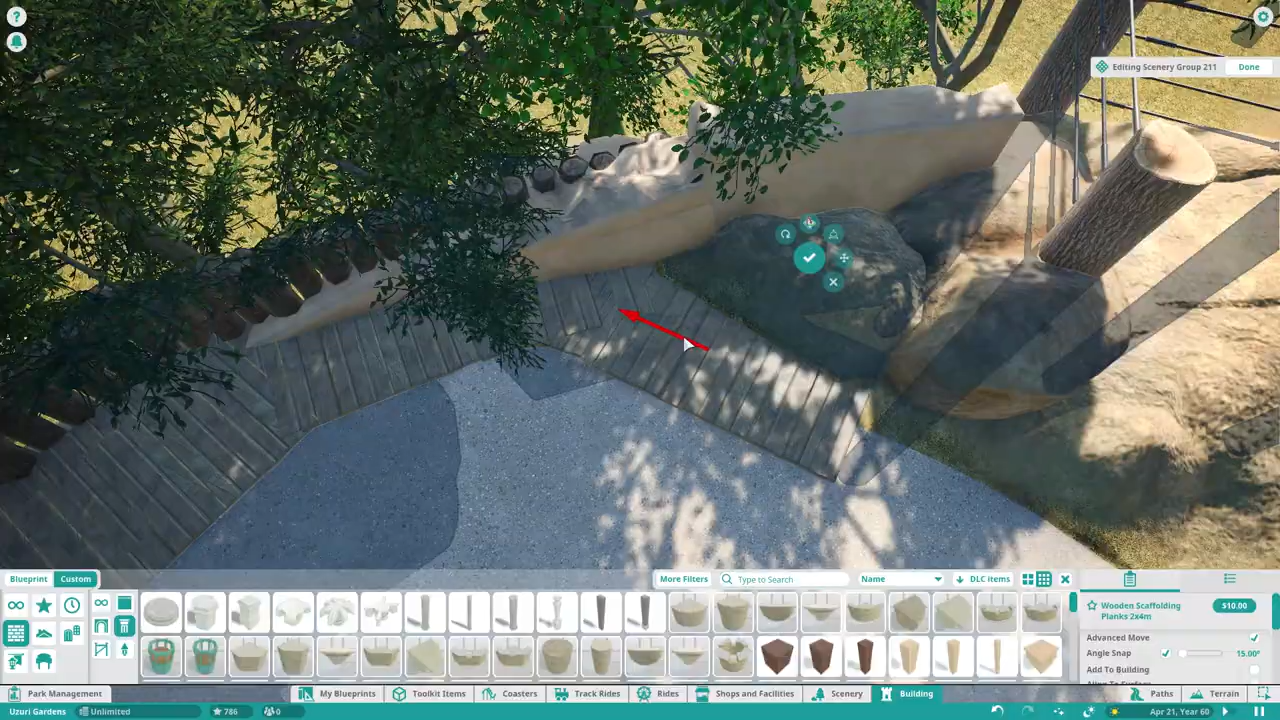 Editing Scenery Group 211 Done
Blueprint Custom
More Filters Type to Search Name DLC items
Wooden Scaffolding
Planks 2x4m
$10.00
Advanced Move
Angle Snap 15.00°
Add To Building
Park Management My Blueprints Toolkit Items Coasters Track Rides Rides Shops and Facilities Scenery Building Paths Terrain
Uzuri Gardens Unlimited 786 0 Apr 21, Year 60